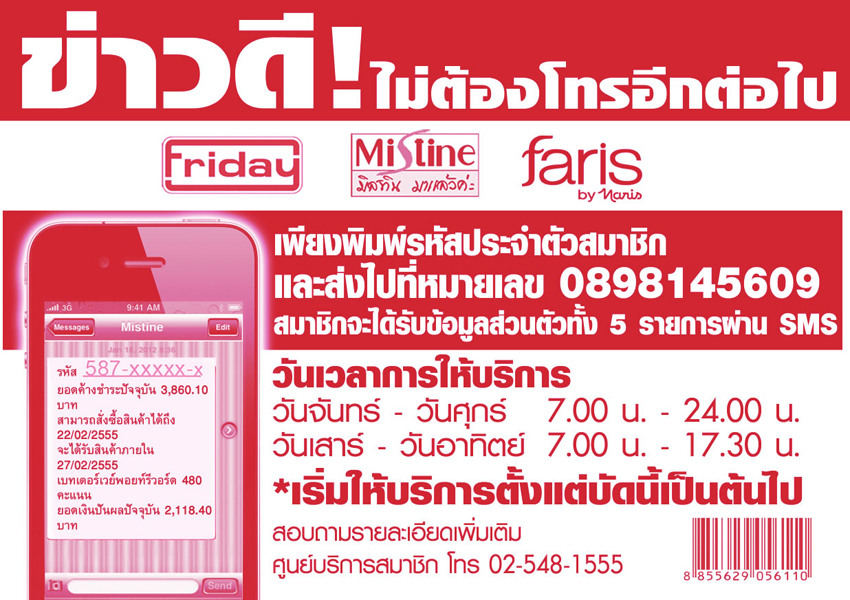 ข่าวดี! ไม่ต้องโทรอีกต่อไป
Friday
Mistine
มิสทิน มาแล้วค่ะ
faris
by Naris
เพียงพิมพ์รหัสประจำตัวสมาชิก
และส่งไปที่หมายเลข 0898145609
สมาชิกจะได้รับข้อมูลส่วนตัวทั้ง 5 รายการผ่าน SMS
3G 9:41 AM
Messages Mistine Edit
Jan 16, 2012 9:36
รหัส 587-xxxxx-x
ยอดค้างชำระปัจจุบัน 3,860.10
บาท
สามารถสั่งซื้อสินค้าได้ถึง
22/02/2555
จะได้รับสินค้าภายใน
27/02/2555
เบทเตอร์เวย์พอยท์รีวอร์ด 480
คะแนน
ยอดเงินปันผลปัจจุบัน 2,118.40
บาท
Send
วันเวลาการให้บริการ
วันจันทร์ - วันศุกร์ 7.00 น. - 24.00 น.
วันเสาร์ - วันอาทิตย์ 7.00 น. - 17.30 น.
*เริ่มให้บริการตั้งแต่บัดนี้เป็นต้นไป
สอบถามรายละเอียดเพิ่มเติม
ศูนย์บริการสมาชิก โทร 02-548-1555
8 855629 056110